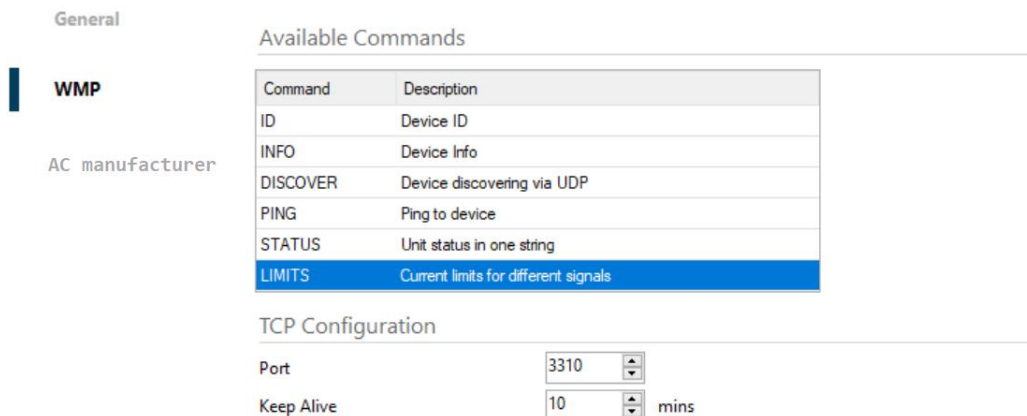 General
Available Commands
WMP
Command Description
ID Device ID
INFO Device Info
AC manufacturer
DISCOVER Device discovering via UDP
PING Ping to device
STATUS Unit status in one string
LIMITS Current limits for different signals
TCP Configuration
Port 3310
Keep Alive 10 mins